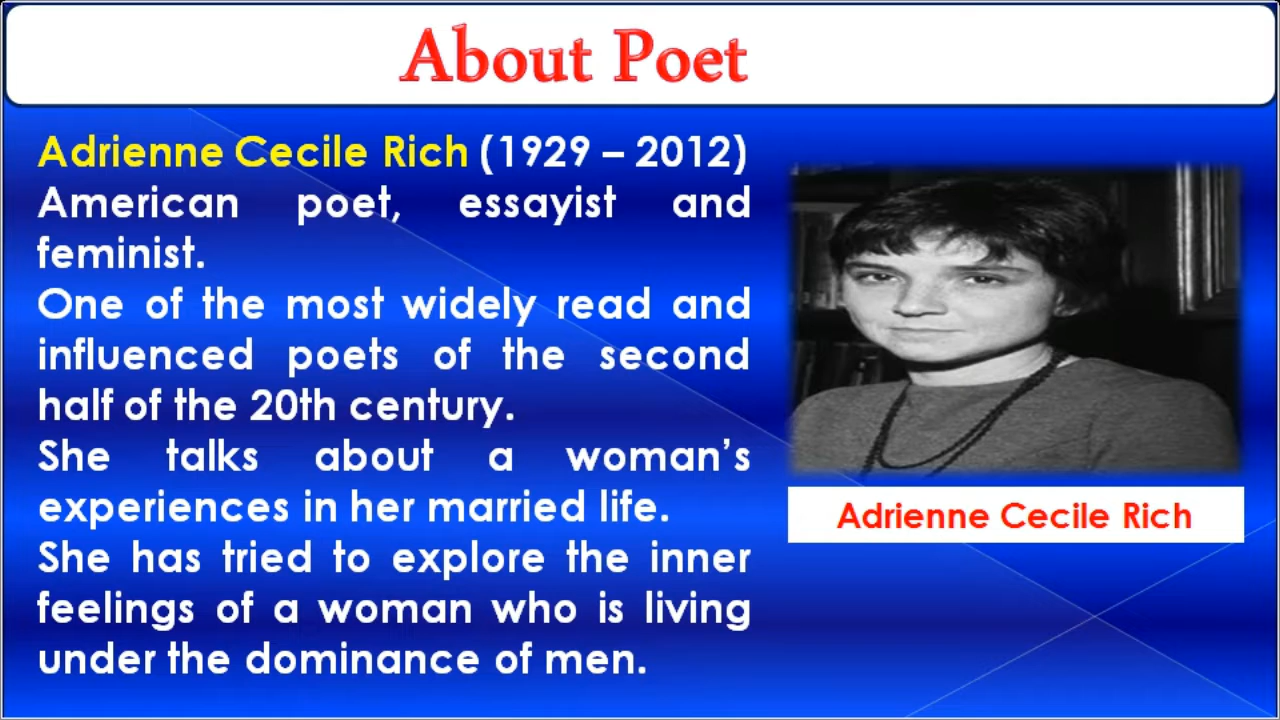 About Poet
Adrienne Cecile Rich (1929 – 2012)
American poet, essayist and
feminist.
One of the most widely read and
influenced poets of the second
half of the 20th century.
She talks about a woman’s
experiences in her married life.
She has tried to explore the inner
feelings of a woman who is living
under the dominance of men.
Adrienne Cecile Rich